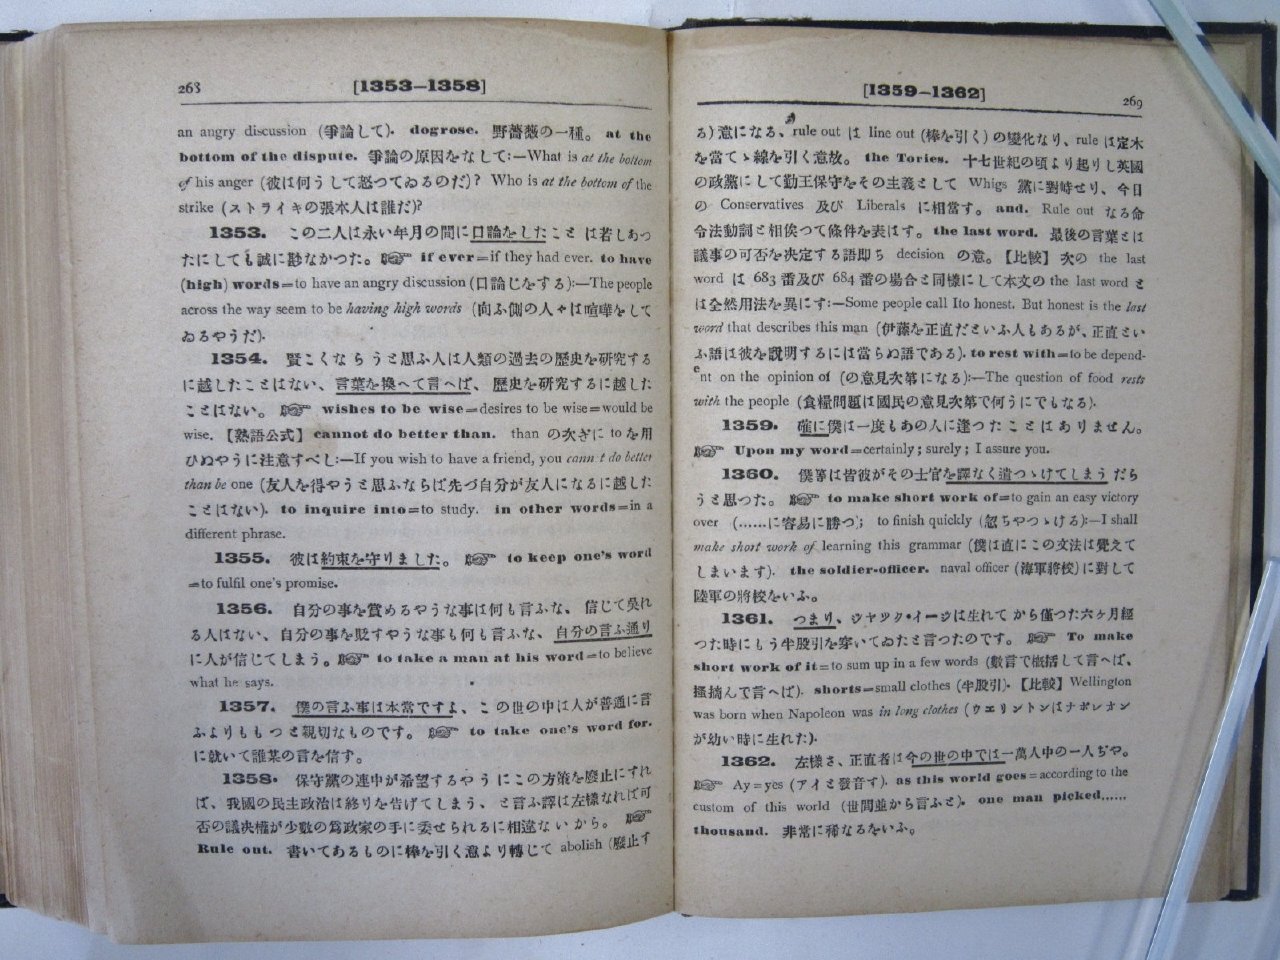 268
[1353–1358]
an angry discussion (爭論して). dogrose. 野薔薇の一種。 at the
bottom of the dispute. 爭論の原因をなして:—What is at the bottom
of his anger (彼は何うして怒つてゐるのだ)? Who is at the bottom of the
strike (ストライキの張本人は誰だ)?
1353. この二人は永い年月の間に口論をしたこと は若しあつ
たにしても誠に尠なかつた。 ☞ if ever=if they had ever. to have
(high) words=to have an angry discussion (口論じをする):—The people
across the way seem to be having high words (向ふ側の人々は喧嘩をして
ゐるやうだ).
1354. 賢こくならうと思ふ人は人類の過去の歴史を研究する
に越したことはない、言葉を換へて言へば、歴史を研究するに越した
ことはない。 ☞ wishes to be wise=desires to be wise=would be
wise. 【熟語公式】 cannot do better than. than の次ぎに to を用
ひぬやうに注意すべし:—If you wish to have a friend, you cann t do better
than be one (友人を得やうと思ふならば先づ自分が友人になるに越した
ことはない). to inquire into=to study. in other words=in a
different phrase.
1355. 彼は約束を守りました。 ☞ to keep one's word
=to fulfil one's promise.
1356. 自分の事を賞めるやうな事は何も言ふな、信じて吳れ
る人はない、自分の事を貶すやうな事も何も言ふな、自分の言ふ通り
に人が信じてしまう。 ☞ to take a man at his word=to believe
what he says.
1357. 僕の言ふ事は本當ですよ、この世の中は人が普通に言
ふよりももつと親切なものです。 ☞ to take one's word for.
に就いて誰某の言を信す。
1358. 保守黨の連中が希望するやうにこの方策を廢止にすれ
ば、我國の民主政治は終りを告げてしまう、と言ふ譯は左樣なれば可
否の議決權が少數の爲政家の手に委せられるに相違ないから。 ☞
Rule out. 書いてあるものに棒を引く意より轉じて abolish (廢止す
[1359–1362]
269
る) 意になる、rule out は line out (棒を引く) の變化なり、rule は定木
を當てゝ線を引く意故。 the Tories. 十七世紀の頃より起りし英國
の政黨にして勤王保守をその主義として Whigs 黨に對峙せり、今日
の Conservatives 及び Liberals に相當す。 and. Rule out なる命
令法動詞と相俟つて條件を表はす。 the last word. 最後の言葉とは
議事の可否を決定する語即ち decision の意。【比較】 次の the last
word は 683 番及び 684 番の場合と同樣にして本文の the last word と
は全然用法を異にす:—Some people call Ito honest. But honest is the last
word that describes this man (伊藤を正直だといふ人もあるが、正直とい
ふ語は彼を説明するには當らぬ語である). to rest with=to be depend-
ent on the opinion of (の意見次第になる):—The question of food rests
with the people (食糧問題は國民の意見次第で何うにでもなる).
1359. 確に僕は一度もあの人に逢つたことはありません。
☞ Upon my word=certainly; surely; I assure you.
1360. 僕等は皆彼がその士官を譯なく遣つゝけてしまうだら
うと思つた。 ☞ to make short work of=to gain an easy victory
over (……に容易に勝つ); to finish quickly (忽ちやつゝける):—I shall
make short work of learning this grammar (僕は直にこの文法は覺えて
しまいます). the soldier-officer. naval officer (海軍將校) に對して
陸軍の將校をいふ。
1361. つまり、ジヤツク・イージは生れてから僅つた六ヶ月經
つた時にもう半股引を穿いてゐたと言つたのです。 ☞ To make
short work of it=to sum up in a few words (數言で概括して言へば、
掻摘んで言へば). shorts=small clothes (半股引).【比較】 Wellington
was born when Napoleon was in long clothes (ウエリントンはナポレオン
が幼い時に生れた).
1362. 左樣さ、正直者は今の世の中では一萬人中の一人ぢや。
☞ Ay=yes (アイと發音す). as this world goes=according to the
custom of this world (世間並から言ふと). one man picked……
thousand. 非常に稀なるをいふ。